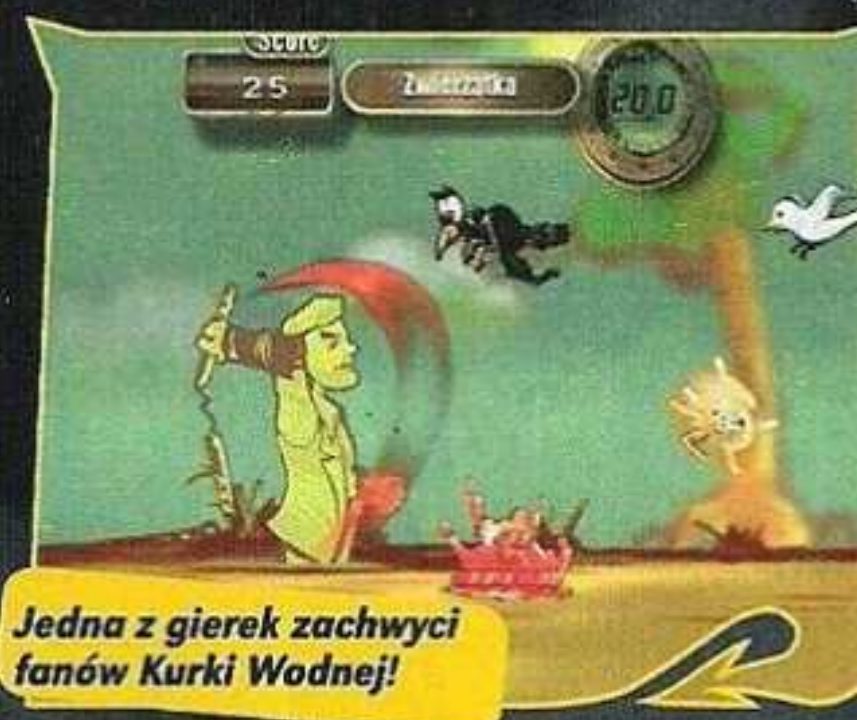 Score
25
Zwierzątka
20.0
Jedna z gierek zachwyci
fanów Kurki Wodnej!